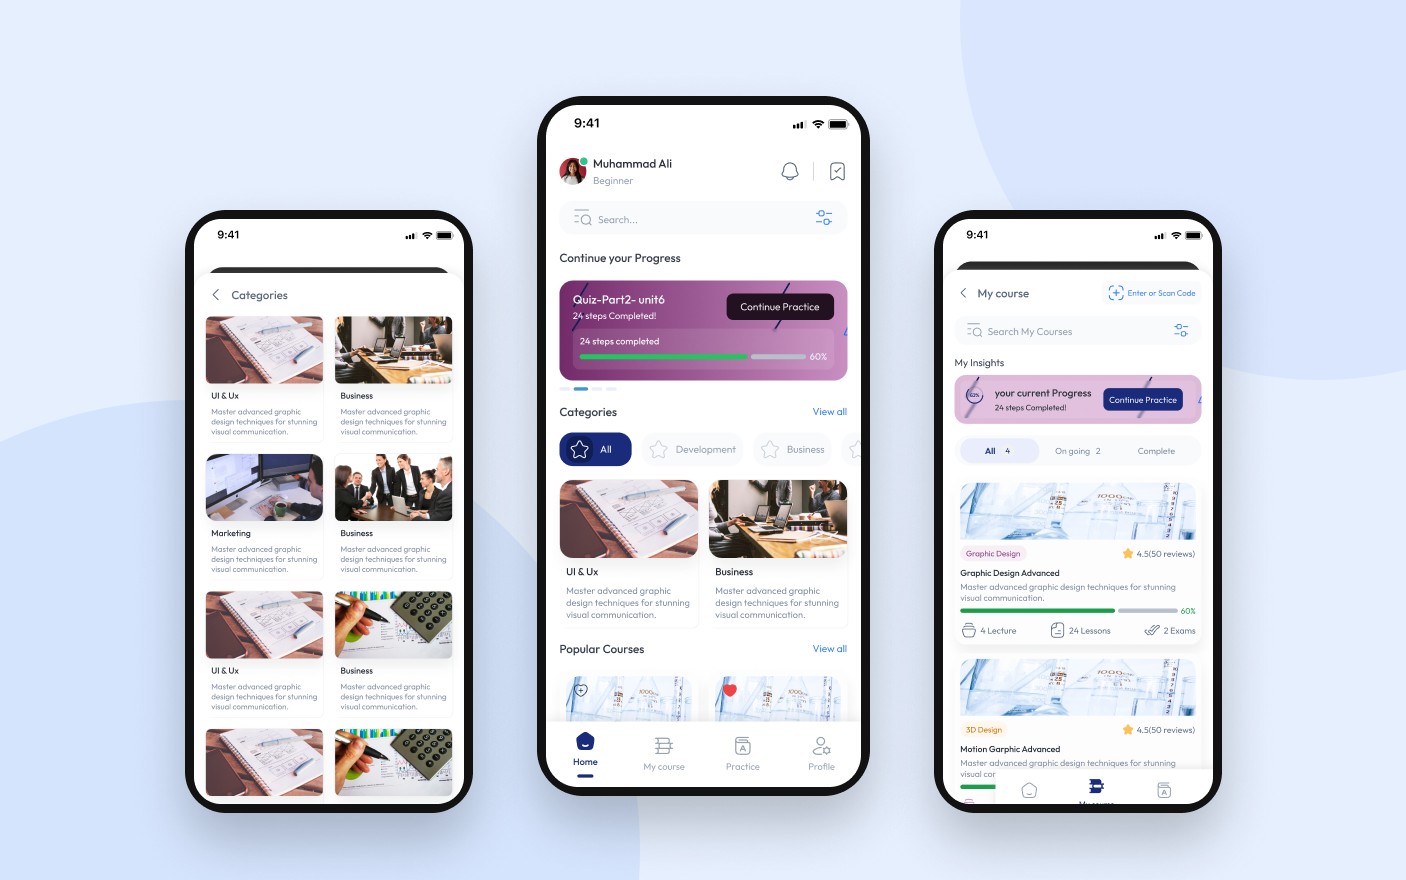 9:41
Categories
UI & Ux
Master advanced graphic
design techniques for stunning
visual communication.
Business
Master advanced graphic
design techniques for stunning
visual communication.
Marketing
Master advanced graphic
design techniques for stunning
visual communication.
Business
Master advanced graphic
design techniques for stunning
visual communication.
UI & Ux
Master advanced graphic
design techniques for stunning
visual communication.
Business
Master advanced graphic
design techniques for stunning
visual communication.
9:41
Muhammad Ali
Beginner
Search...
Continue your Progress
Quiz-Part2- unit6
24 steps Completed!
Continue Practice
24 steps completed
60%
Categories
View all
All
Development
Business
UI & Ux
Master advanced graphic
design techniques for stunning
visual communication.
Business
Master advanced graphic
design techniques for stunning
visual communication.
Popular Courses
View all
Home
My course
Practice
Profile
9:41
My course
Enter or Scan Code
Search My Courses
My Insights
63%
your current Progress
24 steps Completed!
Continue Practice
All 4
On going 2
Complete
Graphic Design
4.5(50 reviews)
Graphic Design Advanced
Master advanced graphic design techniques for stunning
visual communication.
60%
4 Lecture
24 Lessons
2 Exams
3D Design
4.5(50 reviews)
Motion Garphic Advanced
Master advanced graphic design techniques for stunning
visual cor
My course